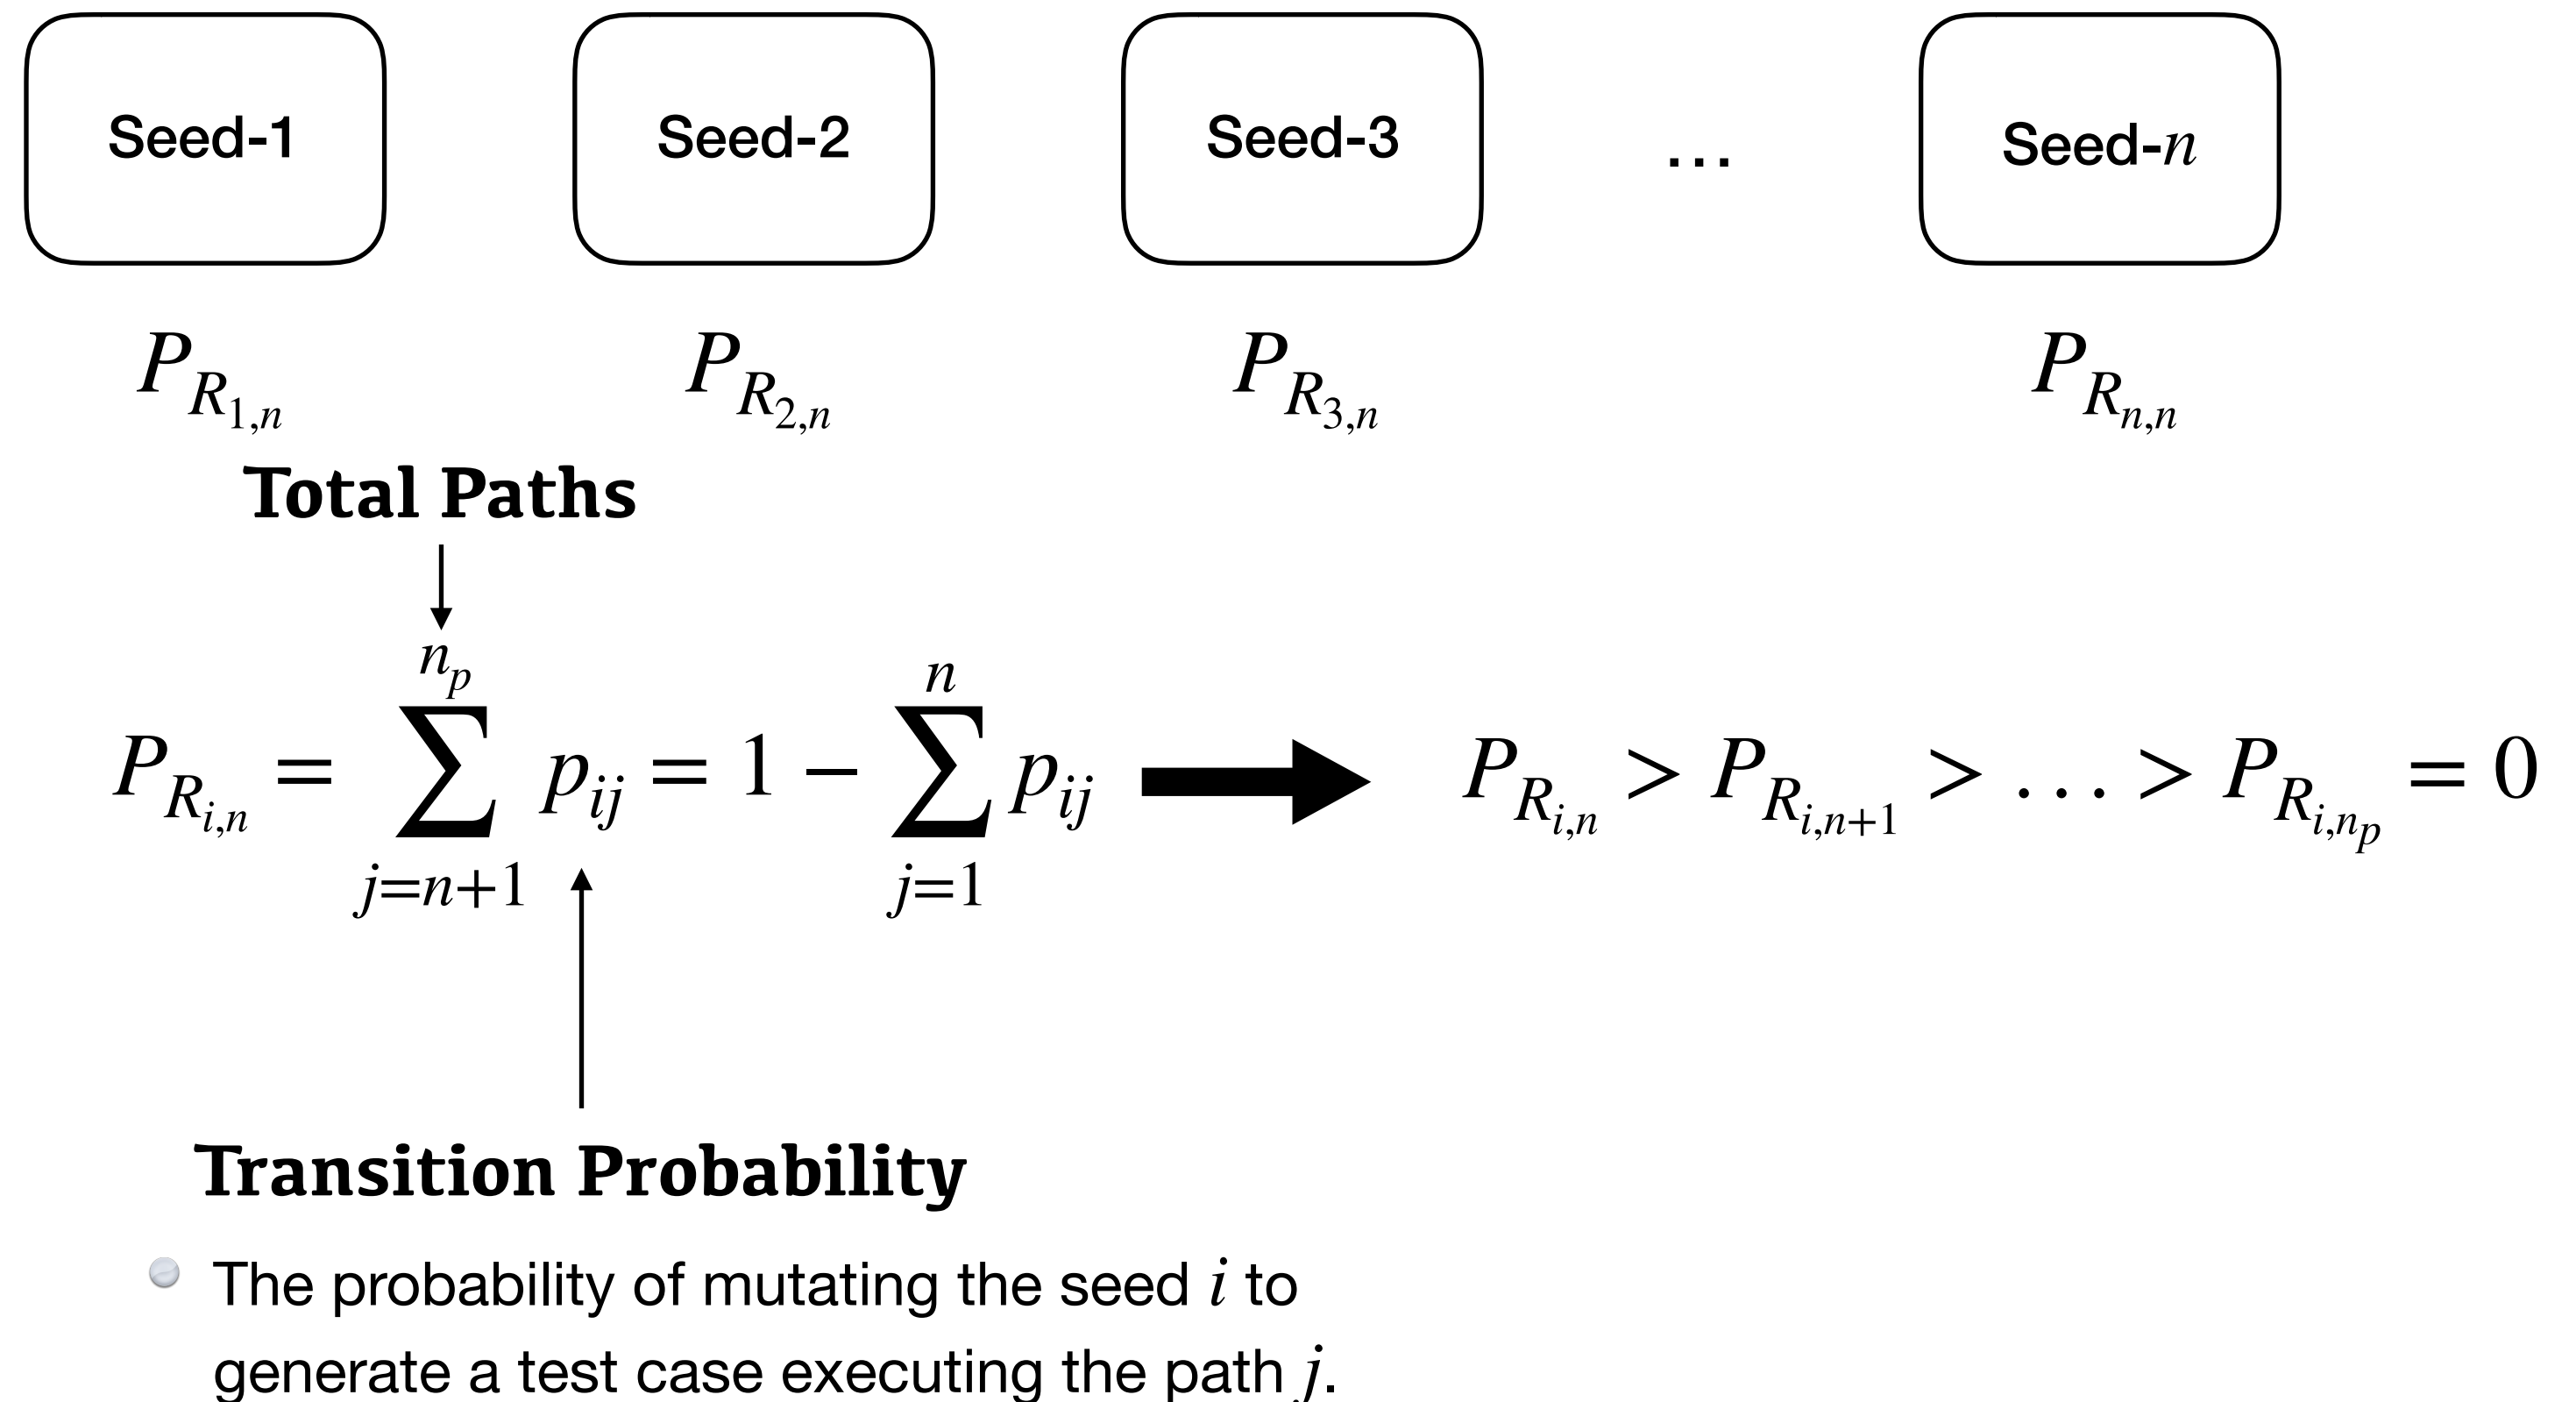 Seed-1 Seed-2 Seed-3 … Seed-n
P_{R_{1,n}} P_{R_{2,n}} P_{R_{3,n}} P_{R_{n,n}}
Total Paths
P_{R_{i,n}} = \sum_{j=n+1}^{n_p} p_{ij} = 1 − \sum_{j=1}^{n} p_{ij} P_{R_{i,n}} > P_{R_{i,n+1}} > … > P_{R_{i,n_p}} = 0
Transition Probability
The probability of mutating the seed i to
generate a test case executing the path j.